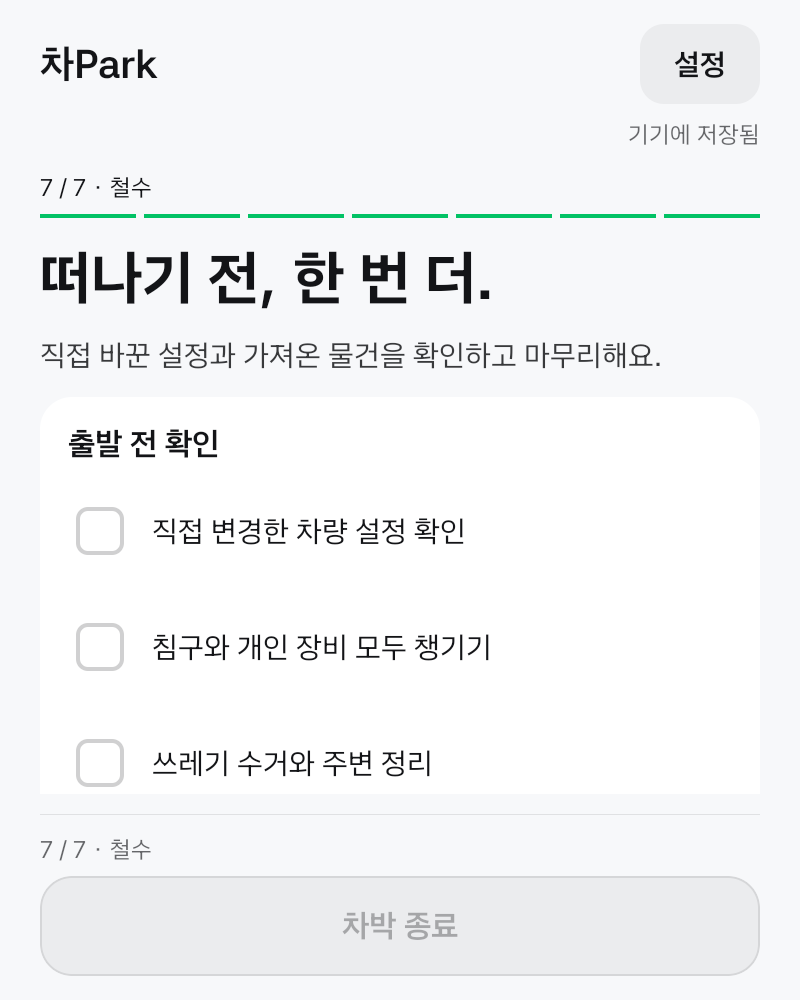 차Park
설정
기기에 저장됨
7 / 7 · 철수
떠나기 전, 한 번 더.
직접 바꾼 설정과 가져온 물건을 확인하고 마무리해요.
출발 전 확인
직접 변경한 차량 설정 확인
침구와 개인 장비 모두 챙기기
쓰레기 수거와 주변 정리
7 / 7 · 철수
차박 종료